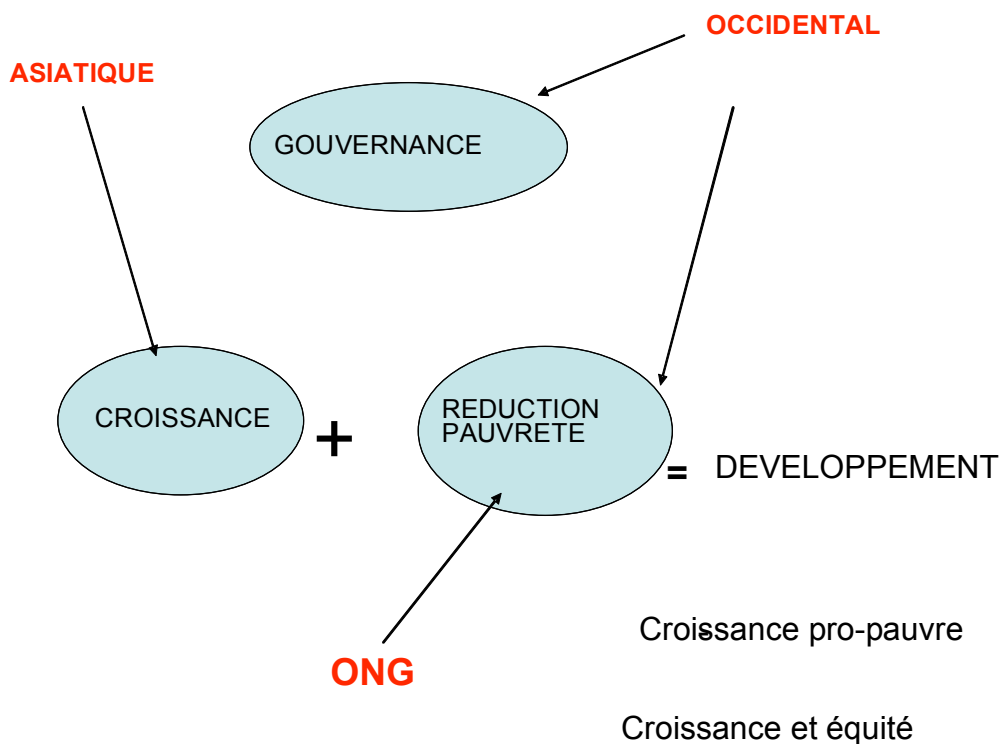 OCCIDENTAL
ASIATIQUE
GOUVERNANCE
CROISSANCE
+
REDUCTION
PAUVRETE
= DEVELOPPEMENT
Croissance pro-pauvre
ONG
Croissance et équité